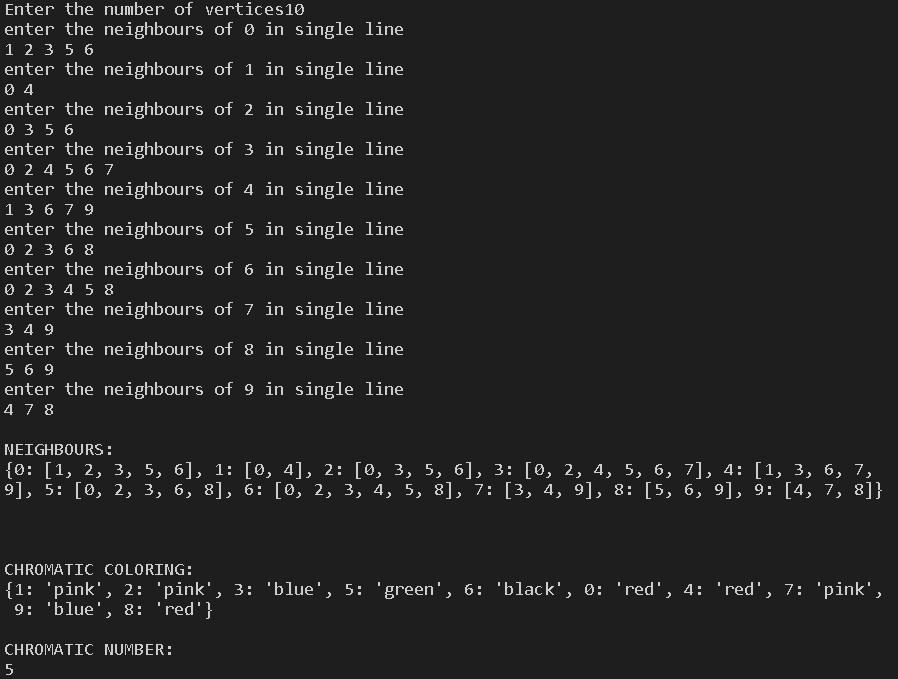 Enter the number of vertices10
enter the neighbours of 0 in single line
1 2 3 5 6
enter the neighbours of 1 in single line
0 4
enter the neighbours of 2 in single line
0 3 5 6
enter the neighbours of 3 in single line
0 2 4 5 6 7
enter the neighbours of 4 in single line
1 3 6 7 9
enter the neighbours of 5 in single line
0 2 3 6 8
enter the neighbours of 6 in single line
0 2 3 4 5 8
enter the neighbours of 7 in single line
3 4 9
enter the neighbours of 8 in single line
5 6 9
enter the neighbours of 9 in single line
4 7 8
NEIGHBOURS:
{0: [1, 2, 3, 5, 6], 1: [0, 4], 2: [0, 3, 5, 6], 3: [0, 2, 4, 5, 6, 7], 4: [1, 3, 6, 7,
9], 5: [0, 2, 3, 6, 8], 6: [0, 2, 3, 4, 5, 8], 7: [3, 4, 9], 8: [5, 6, 9], 9: [4, 7, 8]}
CHROMATIC COLORING:
{1: 'pink', 2: 'pink', 3: 'blue', 5: 'green', 6: 'black', 0: 'red', 4: 'red', 7: 'pink',
9: 'blue', 8: 'red'}
CHROMATIC NUMBER:
5